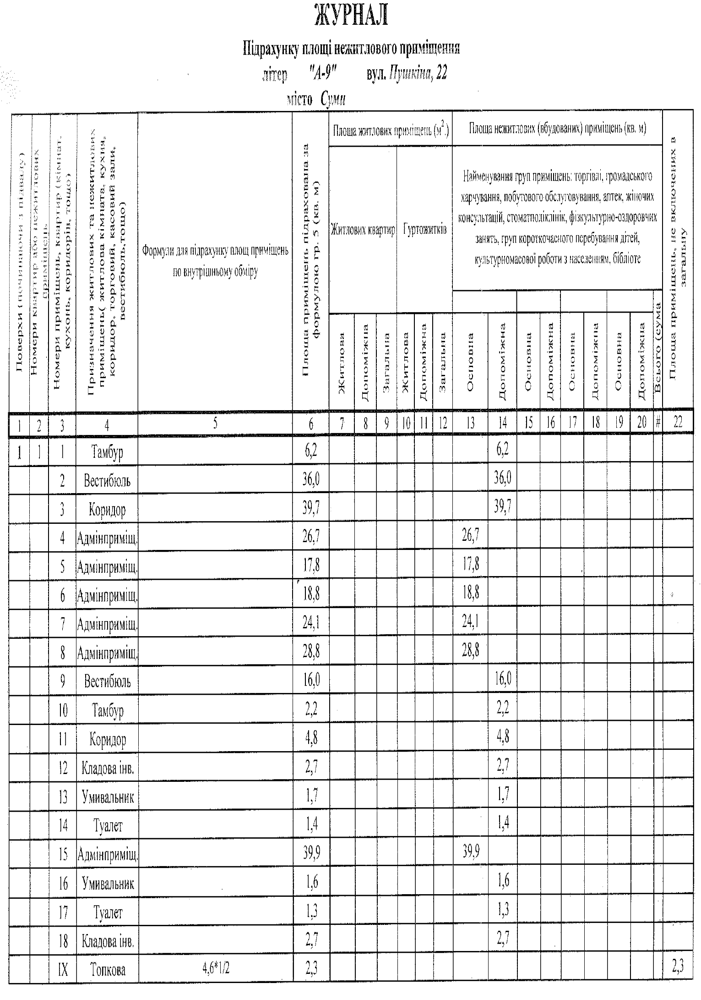 ЖУРНАЛ
Підрахунку площі нежитлового приміщення
літер "А-9" вул. Пушкіна, 22
місто Суми
Поверхи (починаючи з підвалу)
Номери квартир або нежитлових
приміщень
Номери приміщень, квартир (кімнат,
кухонь, коридорів, тощо)
Призначення житлових та нежитлових
приміщень( житлова кімната, кухня,
коридор, торговий, касовий зали,
вестибюль,тощо)
Формули для підрахунку площ приміщень
по внутрішньому обміру
Площа приміщень підрахована за
формулою гр. 5 (кв. м)
Площа житлових приміщень (м².)
Житлових квартир
Гуртожитків
Площа нежитлових (вбудованих) приміщень (кв. м)
Найменування груп приміщень: торгівлі, громадського
харчування, побутового обслуговування, аптек, жіночих
консультацій, стоматполіклінік, фізкультурно-оздоровчих
занять, груп короткочасного перебування дітей,
культурномасової роботи з населенням, бібліоте
Житлова
Допоміжна
Загальна
Житлова
Допоміжна
Загальна
Основна
Допоміжна
Основна
Допоміжна
Основна
Допоміжна
Основна
Допоміжна
Всього (сума
Площа приміщень, не включених в
загальну
1 2 3 4 5 6 7 8 9 10 11 12 13 14 15 16 17 18 19 20 # 22
1 1 1 Тамбур 6,2 6,2
2 Вестибюль 36,0 36,0
3 Коридор 39,7 39,7
4 Адмінприміщ. 26,7 26,7
5 Адмінприміщ. 17,8 17,8
6 Адмінприміщ. 18,8 18,8
7 Адмінприміщ. 24,1 24,1
8 Адмінприміщ. 28,8 28,8
9 Вестибюль 16,0 16,0
10 Тамбур 2,2 2,2
11 Коридор 4,8 4,8
12 Кладова інв. 2,7 2,7
13 Умивальник 1,7 1,7
14 Туалет 1,4 1,4
15 Адмінприміщ. 39,9 39,9
16 Умивальник 1,6 1,6
17 Туалет 1,3 1,3
18 Кладова інв. 2,7 2,7
IX Топкова 4,6*1/2 2,3 2,3